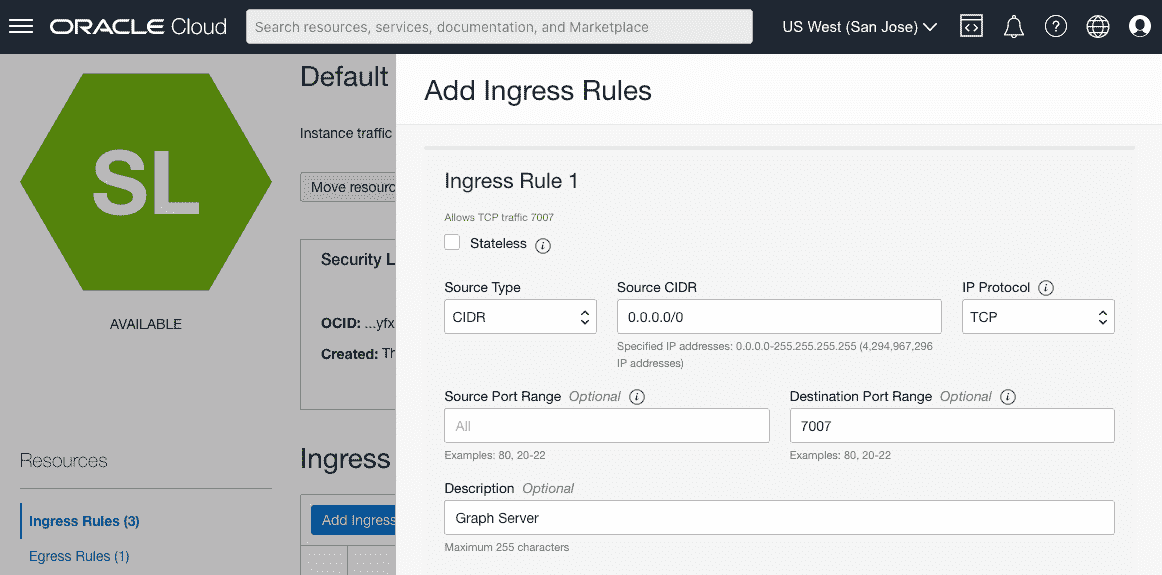 ORACLE Cloud
Search resources, services, documentation, and Marketplace
US West (San Jose)
SL
AVAILABLE
Default
Instance traffic
Move resourc
Security L
OCID: ...yfx
Created: Th
Resources
Ingress Rules (3)
Egress Rules (1)
Ingress
Add Ingress
Add Ingress Rules
Ingress Rule 1
Allows TCP traffic 7007
Stateless
Source Type
Source CIDR
IP Protocol
CIDR
0.0.0.0/0
TCP
Specified IP addresses: 0.0.0.0-255.255.255.255 (4,294,967,296
IP addresses)
Source Port Range Optional
Destination Port Range Optional
All
7007
Examples: 80, 20-22
Examples: 80, 20-22
Description Optional
Graph Server
Maximum 255 characters